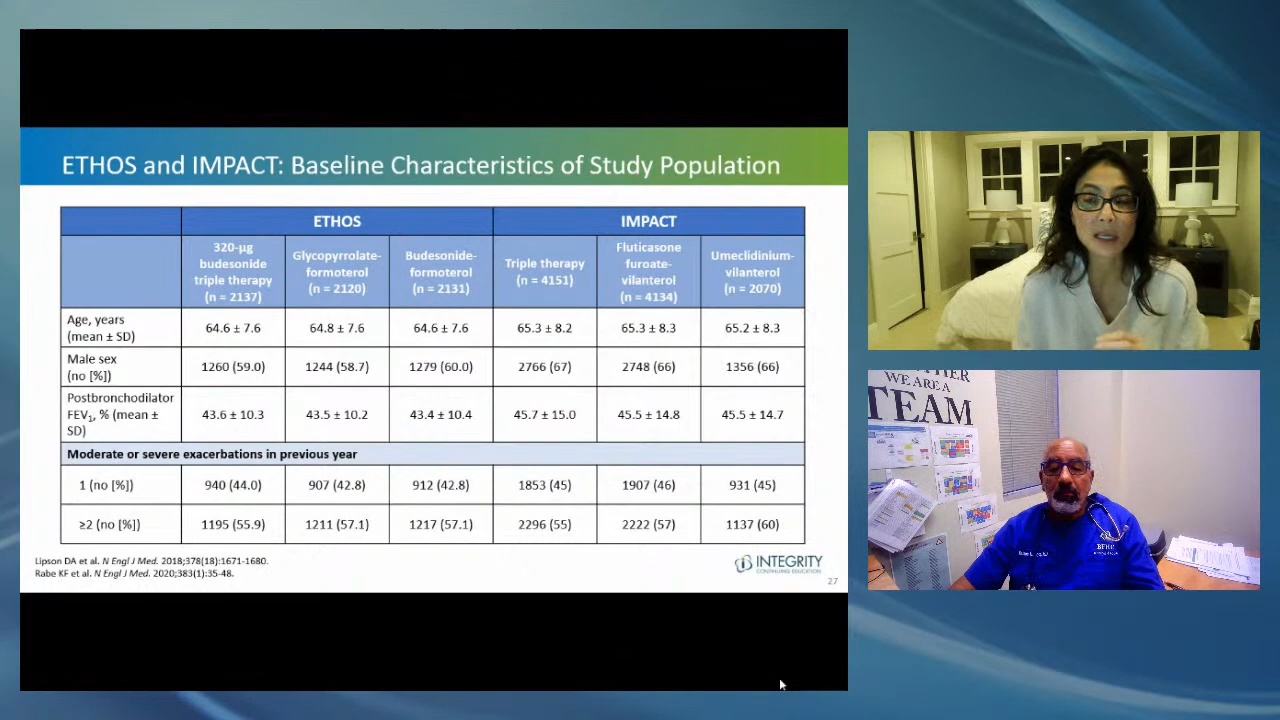 ETHOS and IMPACT: Baseline Characteristics of Study Population
ETHOS IMPACT
320-µg budesonide triple therapy (n = 2137) Glycopyrrolate-formoterol (n = 2120) Budesonide-formoterol (n = 2131) Triple therapy (n = 4151) Fluticasone furoate-vilanterol (n = 4134) Umeclidinium-vilanterol (n = 2070)
Age, years (mean ± SD) 64.6 ± 7.6 64.8 ± 7.6 64.6 ± 7.6 65.3 ± 8.2 65.3 ± 8.3 65.2 ± 8.3
Male sex (no [%]) 1260 (59.0) 1244 (58.7) 1279 (60.0) 2766 (67) 2748 (66) 1356 (66)
Postbronchodilator FEV1, % (mean ± SD) 43.6 ± 10.3 43.5 ± 10.2 43.4 ± 10.4 45.7 ± 15.0 45.5 ± 14.8 45.5 ± 14.7
Moderate or severe exacerbations in previous year
1 (no [%]) 940 (44.0) 907 (42.8) 912 (42.8) 1853 (45) 1907 (46) 931 (45)
≥2 (no [%]) 1195 (55.9) 1211 (57.1) 1217 (57.1) 2296 (55) 2222 (57) 1137 (60)
Lipson DA et al. N Engl J Med. 2018;378(18):1671-1680.
Rabe KF et al. N Engl J Med. 2020;383(1):35-48.
INTEGRITY
CONTINUING EDUCATION
27
WE ARE A
TEAM